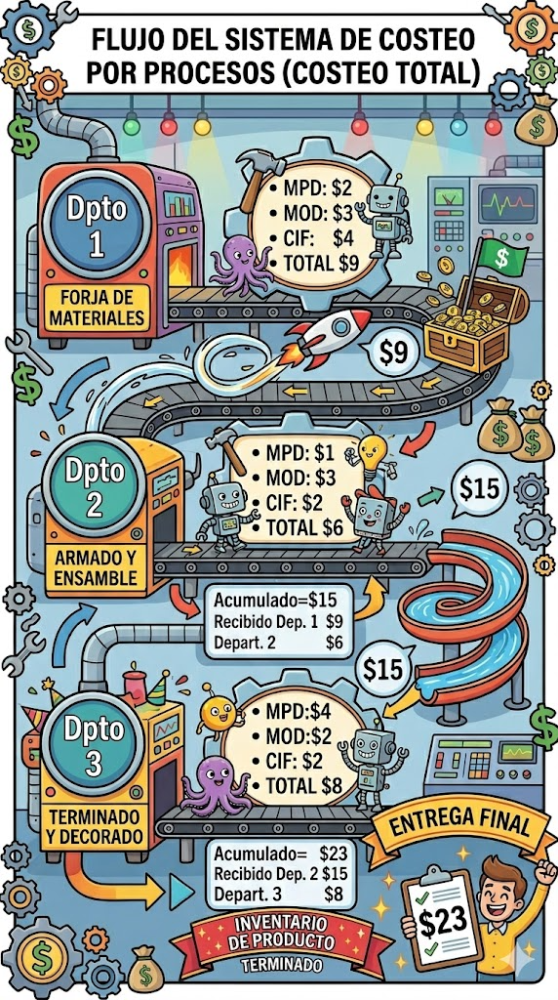 FLUJO DEL SISTEMA DE COSTEO
POR PROCESOS (COSTEO TOTAL)
Dpto
1
FORJA DE
MATERIALES
• MPD: $2
• MOD: $3
• CIF: $4
• TOTAL $9
$
$9
Dpto
2
ARMADO Y
ENSAMBLE
• MPD: $1
• MOD: $3
• CIF: $2
• TOTAL $6
$15
Acumulado=$15
Recibido Dep. 1 $9
Depart. 2 $6
$15
Dpto
3
TERMINADO
Y DECORADO
• MPD:$4
• MOD:$2
• CIF: $2
• TOTAL $8
Acumulado= $23
Recibido Dep. 2 $15
Depart. 3 $8
ENTREGA FINAL
$23
INVENTARIO
DE PRODUCTO
TERMINADO